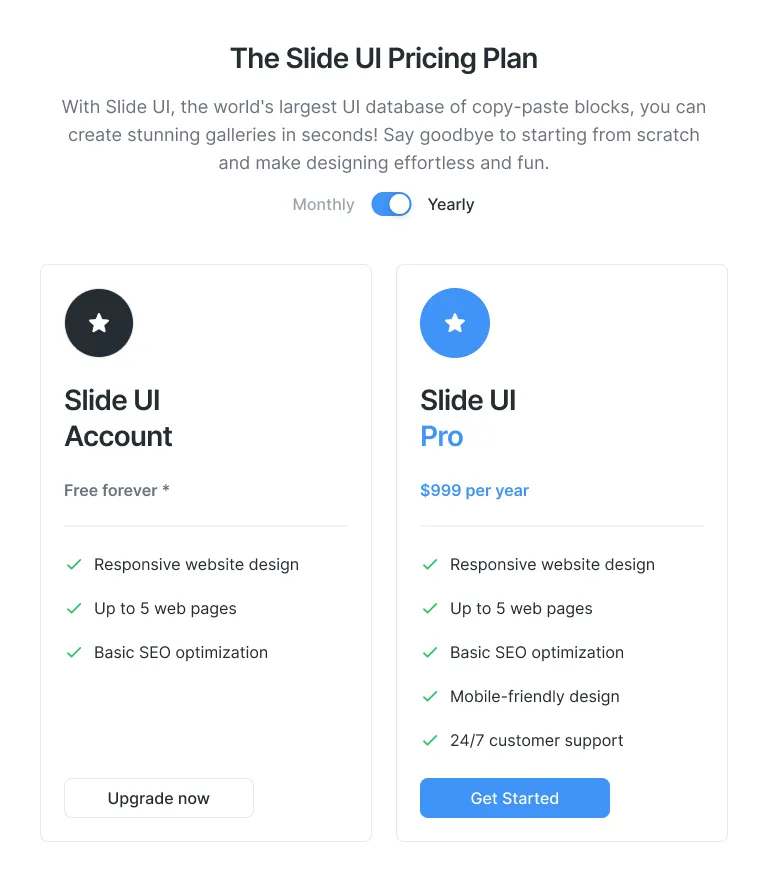 The Slide UI Pricing Plan
With Slide UI, the world's largest UI database of copy-paste blocks, you can
create stunning galleries in seconds! Say goodbye to starting from scratch
and make designing effortless and fun.
Monthly Yearly
Slide UI
Account
Free forever *
Responsive website design
Up to 5 web pages
Basic SEO optimization
Upgrade now
Slide UI
Pro
$999 per year
Responsive website design
Up to 5 web pages
Basic SEO optimization
Mobile-friendly design
24/7 customer support
Get Started